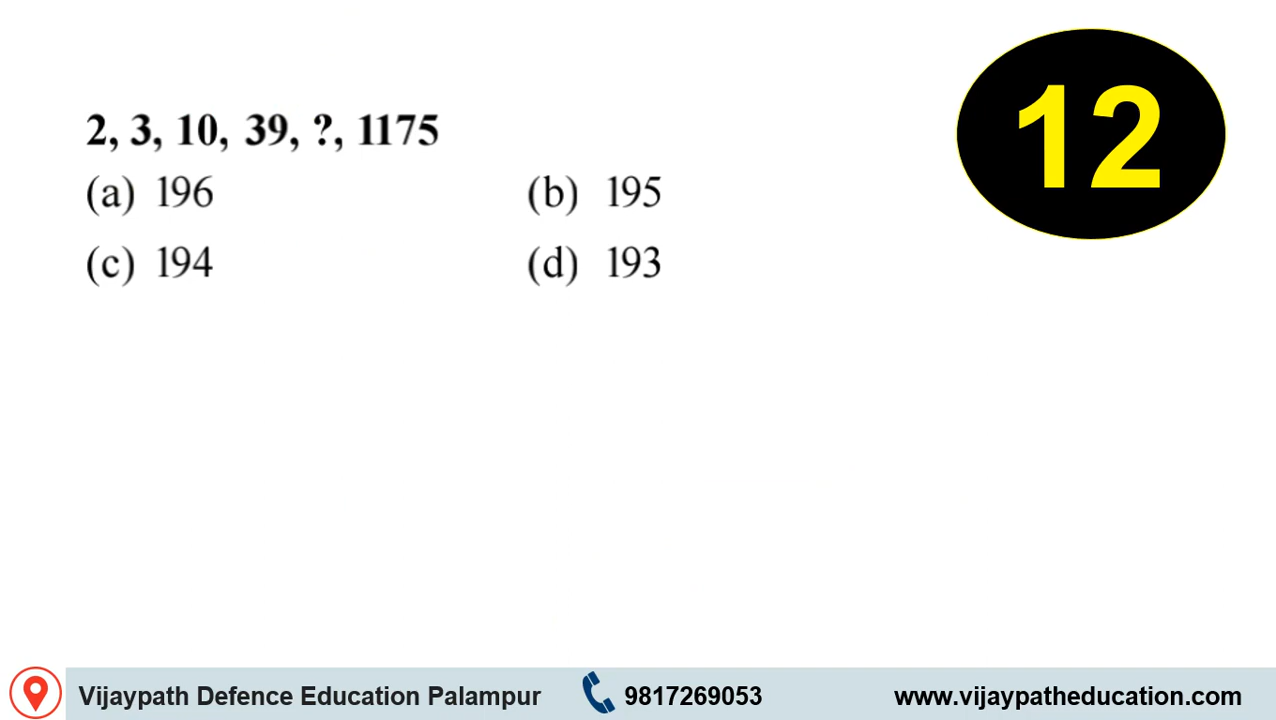 12
2, 3, 10, 39, ?, 1175
(a) 196 (b) 195
(c) 194 (d) 193
Vijaypath Defence Education Palampur 9817269053 www.vijaypatheducation.com